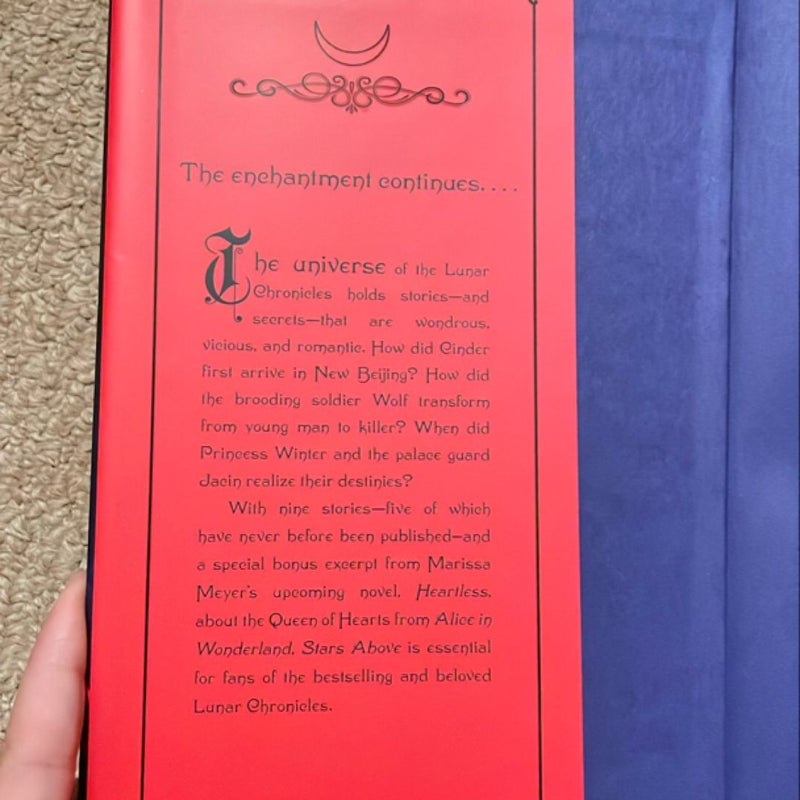 The enchantment continues. . . .
The universe of the Lunar
Chronicles holds stories—and
secrets—that are wondrous,
vicious, and romantic. How did Cinder
first arrive in New Beijing? How did
the brooding soldier Wolf transform
from young man to killer? When did
Princess Winter and the palace guard
Jacin realize their destinies?
With nine stories—five of which
have never before been published—and
a special bonus excerpt from Marissa
Meyer's upcoming novel, Heartless,
about the Queen of Hearts from Alice in
Wonderland, Stars Above is essential
for fans of the bestselling and beloved
Lunar Chronicles.